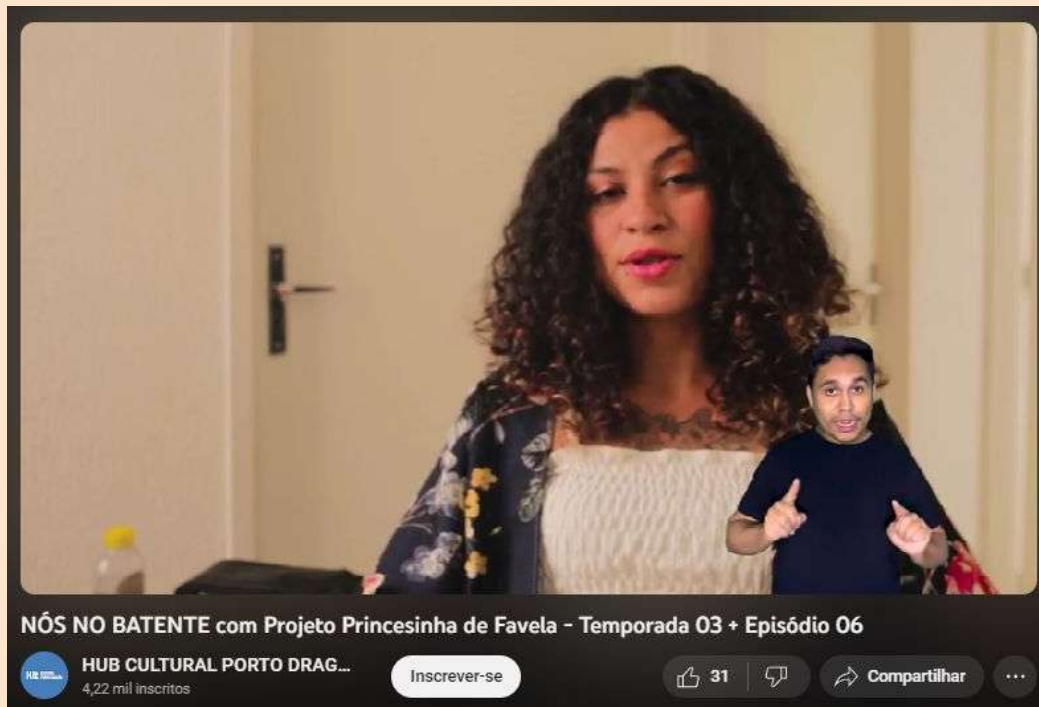 NÓS NO BATENTE com Projeto Princesinha de Favela - Temporada 03 + Episódio 06
HUB CULTURAL PORTO DRAG...
4,22 mil inscritos
Inscrever-se
31
Compartilhar
...
HUB